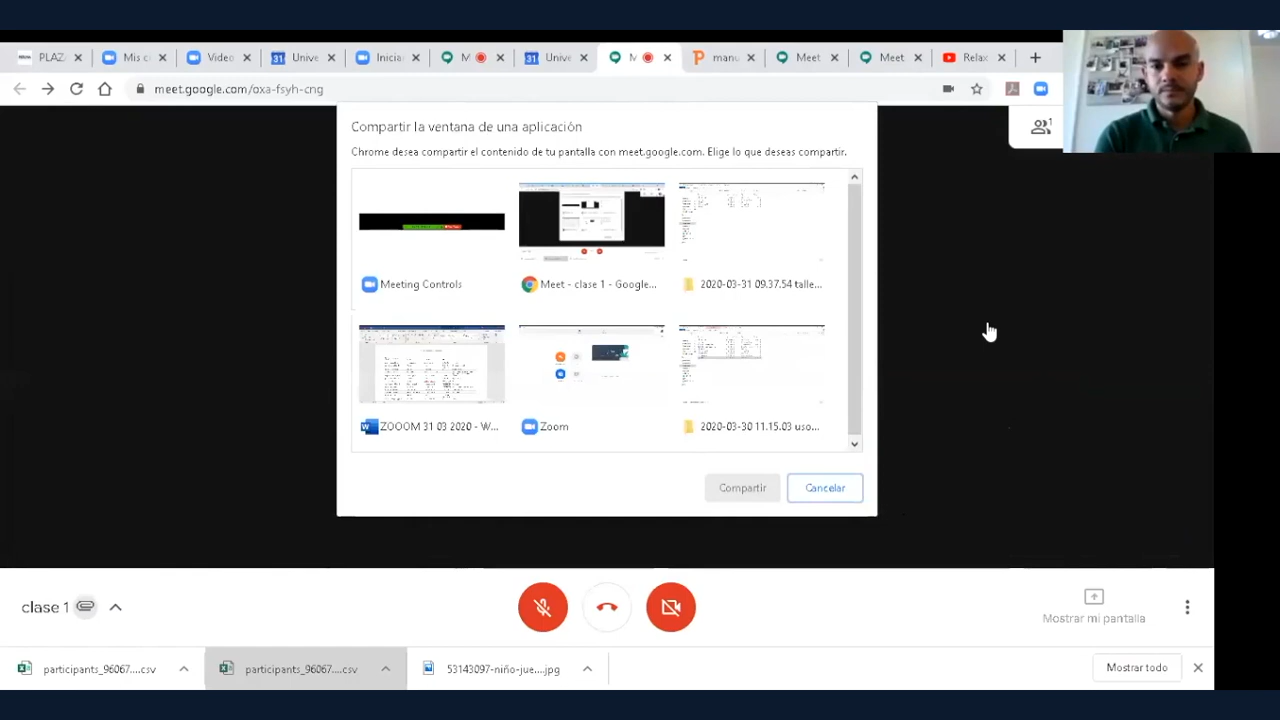 PLAZ
Mis c
Video
Unive
Inicia
M
Unive
M
manu
Meet
Meet
Relax
meet.google.com/oxa-fsyh-cng
1
Compartir la ventana de una aplicación
Chrome desea compartir el contenido de tu pantalla con meet.google.com. Elige lo que deseas compartir.
Meeting Controls
Meet - clase 1 - Google...
2020-03-31 09.37.54 talle...
ZOOOM 31 03 2020 - W...
Zoom
2020-03-30 11.15.03 uso...
Compartir
Cancelar
clase 1
Mostrar mi pantalla
participants_96067....csv
participants_96067....csv
53143097-niño-jue....jpg
Mostrar todo